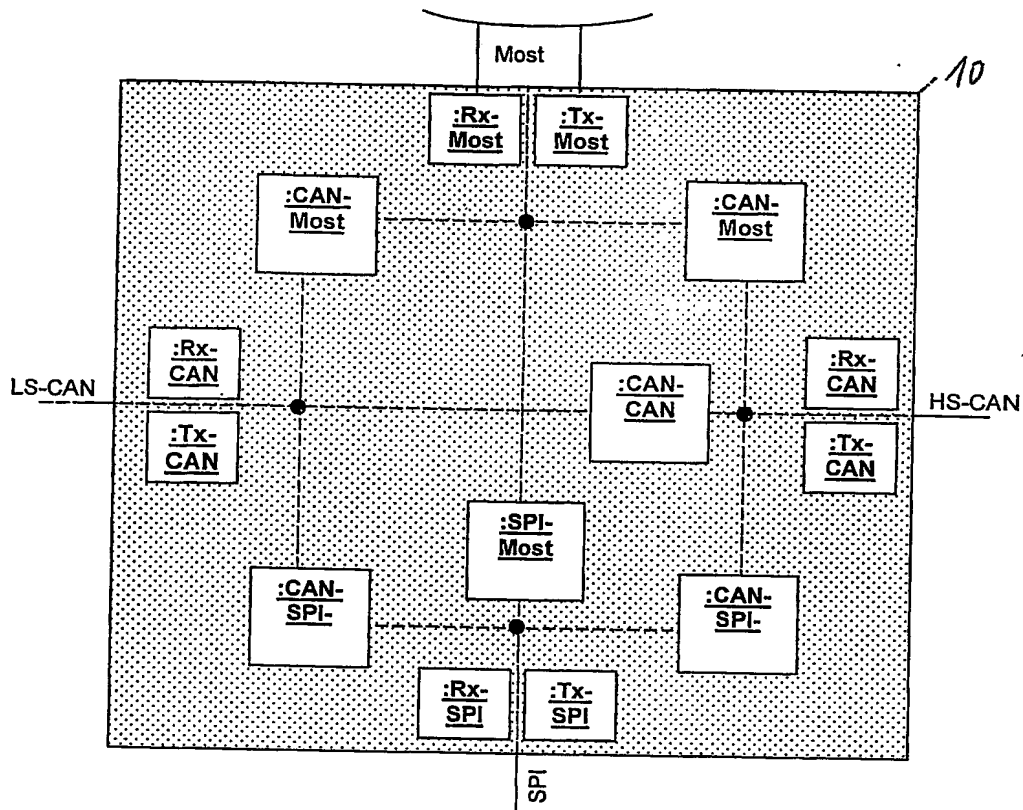 Most
10
:Rx-
Most
:Tx-
Most
:CAN-
Most
:CAN-
Most
:Rx-
CAN
:CAN-
CAN
:Rx-
CAN
LS-CAN
HS-CAN
:Tx-
CAN
:Tx-
CAN
:SPI-
Most
:CAN-
SPI-
:CAN-
SPI-
:Rx-
SPI
:Tx-
SPI
SPI